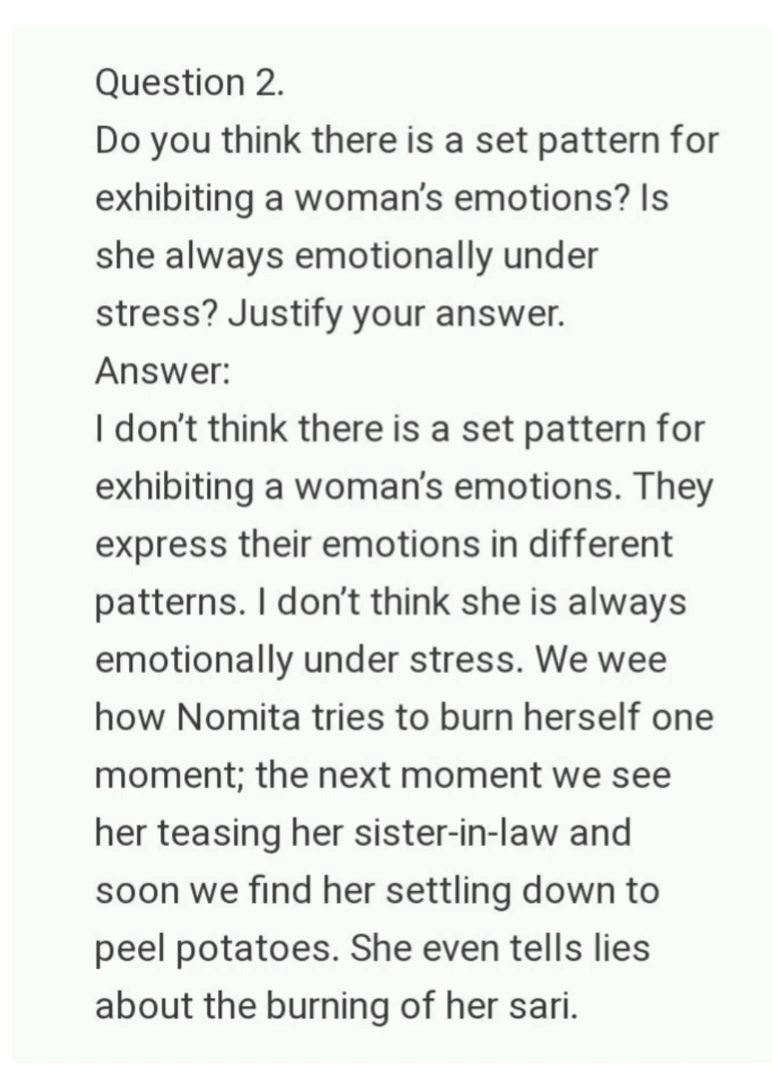 Question 2.
Do you think there is a set pattern for
exhibiting a woman's emotions? Is
she always emotionally under
stress? Justify your answer.
Answer:
I don't think there is a set pattern for
exhibiting a woman's emotions. They
express their emotions in different
patterns. I don't think she is always
emotionally under stress. We wee
how Nomita tries to burn herself one
moment; the next moment we see
her teasing her sister-in-law and
soon we find her settling down to
peel potatoes. She even tells lies
about the burning of her sari.